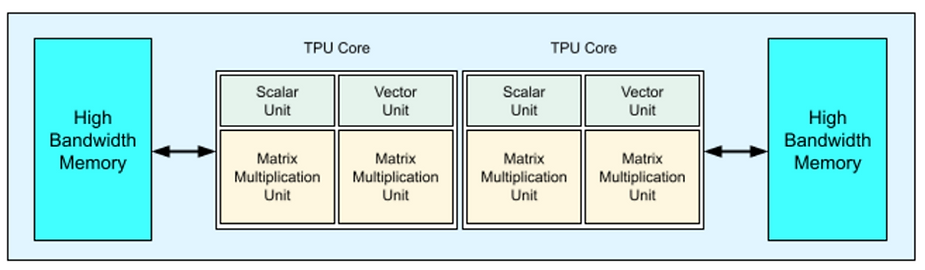 TPU Core
TPU Core
High
Bandwidth
Memory
Scalar
Unit
Vector
Unit
Matrix
Multiplication
Unit
Matrix
Multiplication
Unit
Scalar
Unit
Vector
Unit
Matrix
Multiplication
Unit
Matrix
Multiplication
Unit
High
Bandwidth
Memory